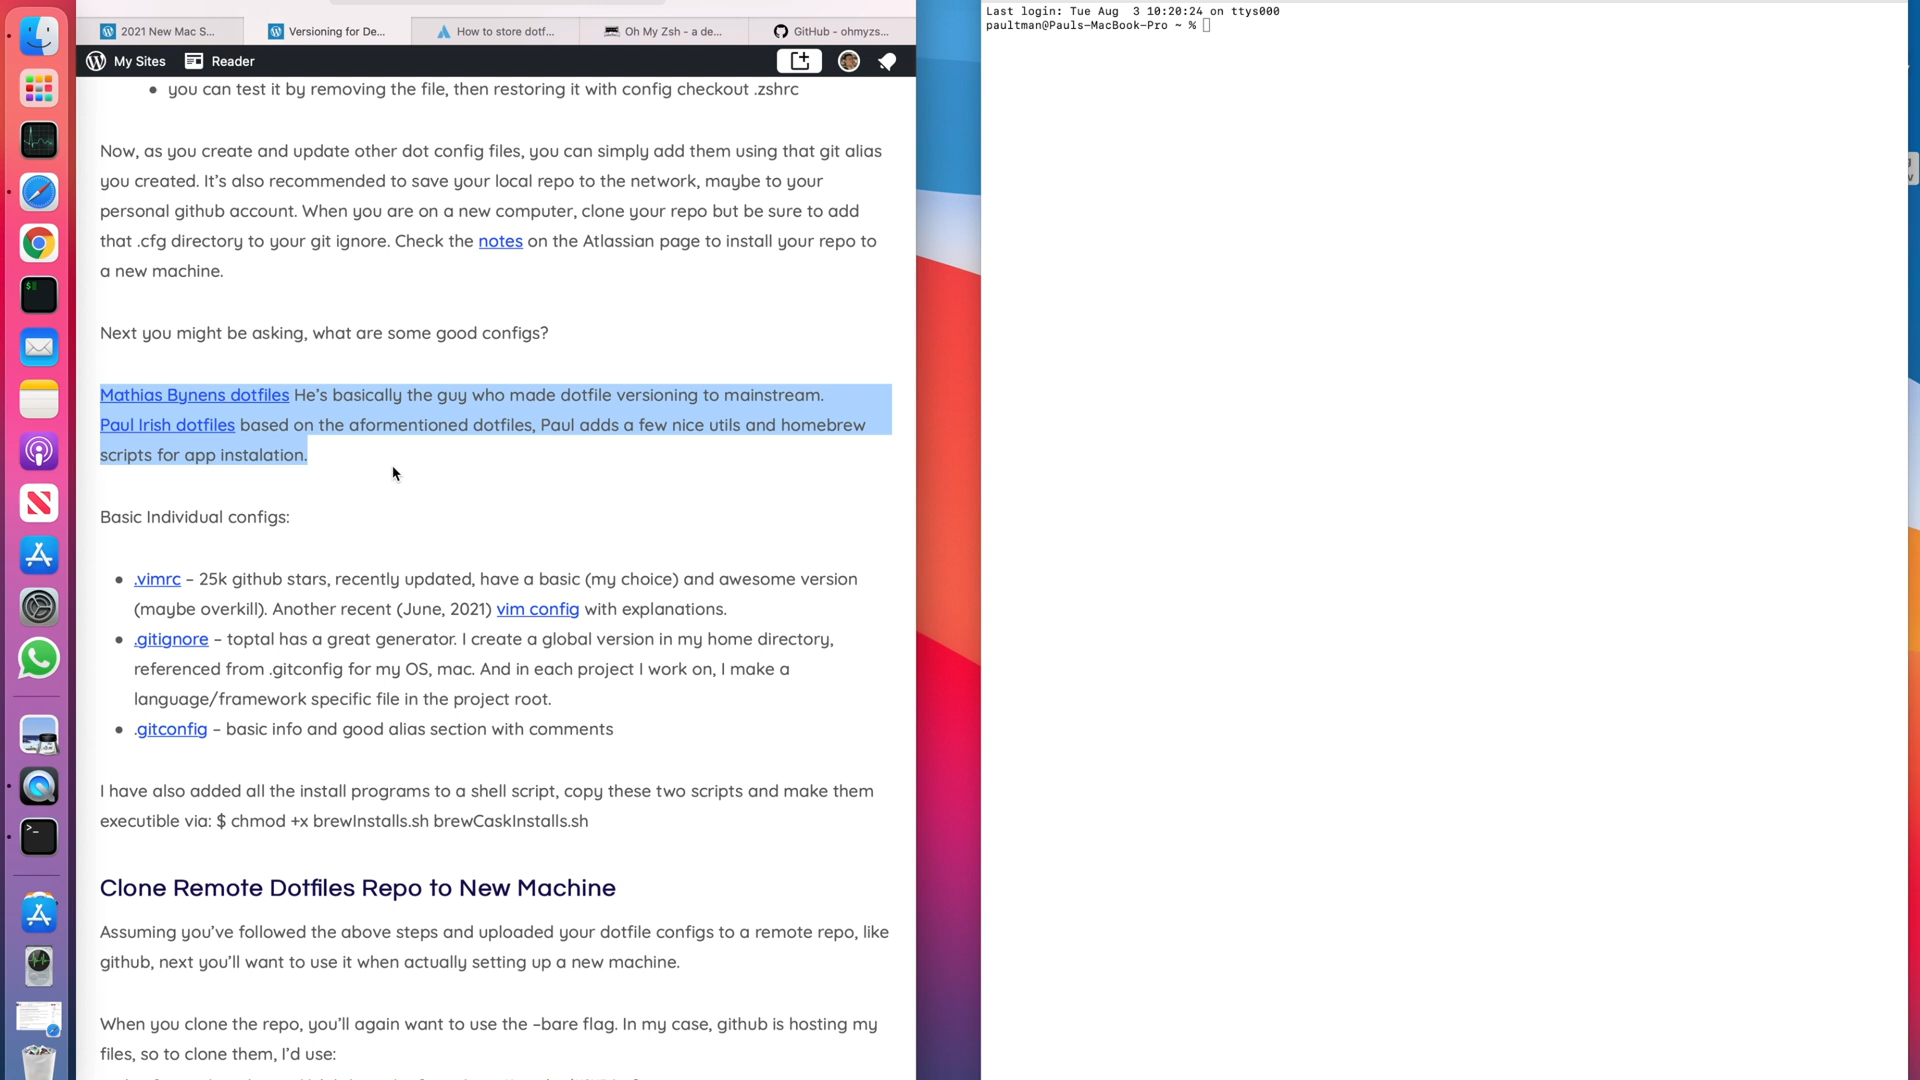 2021 New Mac S...
Versioning for De...
How to store dotf...
Oh My Zsh - a de...
GitHub - ohmyzs...
My Sites
Reader
you can test it by removing the file, then restoring it with config checkout .zshrc
Now, as you create and update other dot config files, you can simply add them using that git alias
you created. It's also recommended to save your local repo to the network, maybe to your
personal github account. When you are on a new computer, clone your repo but be sure to add
that .cfg directory to your git ignore. Check the notes on the Atlassian page to install your repo to
a new machine.
Next you might be asking, what are some good configs?
Mathias Bynens dotfiles He's basically the guy who made dotfile versioning to mainstream.
Paul Irish dotfiles based on the aformentioned dotfiles, Paul adds a few nice utils and homebrew
scripts for app instalation.
Basic Individual configs:
.vimrc – 25k github stars, recently updated, have a basic (my choice) and awesome version
(maybe overkill). Another recent (June, 2021) vim config with explanations.
.gitignore – toptal has a great generator. I create a global version in my home directory,
referenced from .gitconfig for my OS, mac. And in each project I work on, I make a
language/framework specific file in the project root.
.gitconfig – basic info and good alias section with comments
I have also added all the install programs to a shell script, copy these two scripts and make them
executible via: $ chmod +x brewInstalls.sh brewCaskInstalls.sh
Clone Remote Dotfiles Repo to New Machine
Assuming you've followed the above steps and uploaded your dotfile configs to a remote repo, like
github, next you'll want to use it when actually setting up a new machine.
When you clone the repo, you'll again want to use the –bare flag. In my case, github is hosting my
files, so to clone them, I'd use:
Last login: Tue Aug  3 10:20:24 on ttys000
paultman@Pauls-MacBook-Pro ~ %